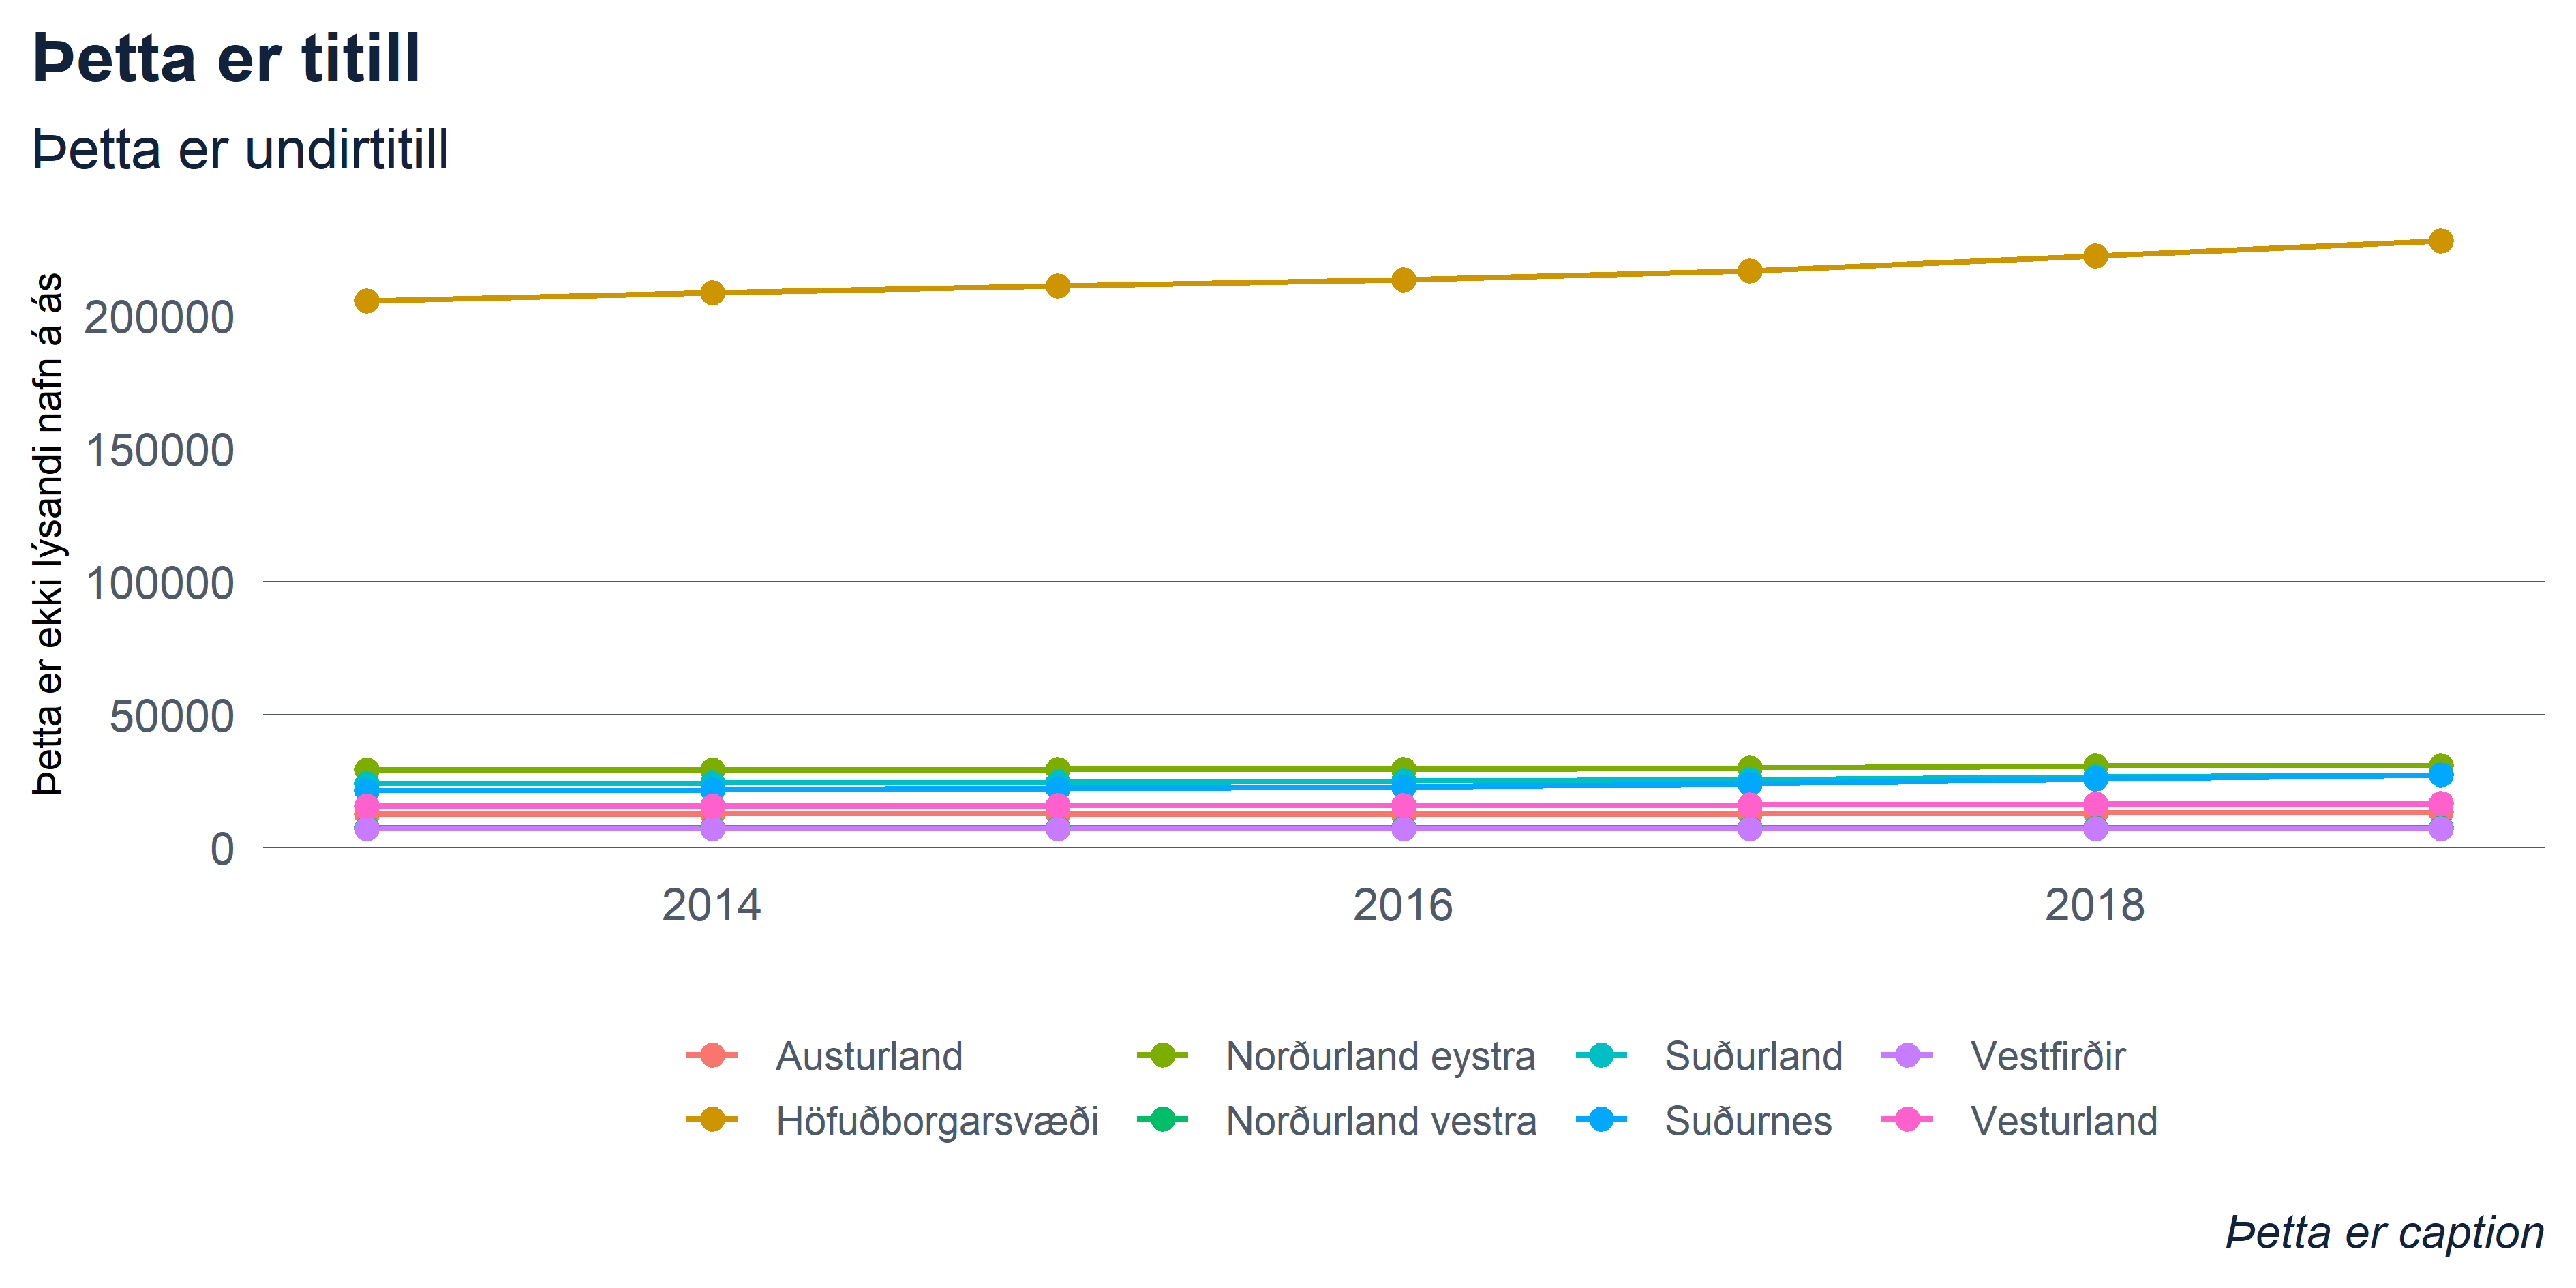 Þetta er titill
Þetta er undirtitill
Þetta er ekki lýsandi nafn á ás
200000
150000
100000
50000
0
2014 2016 2018
Austurland Norðurland eystra Suðurland Vestfirðir
Höfuðborgarsvæði Norðurland vestra Suðurnes Vesturland
Þetta er caption